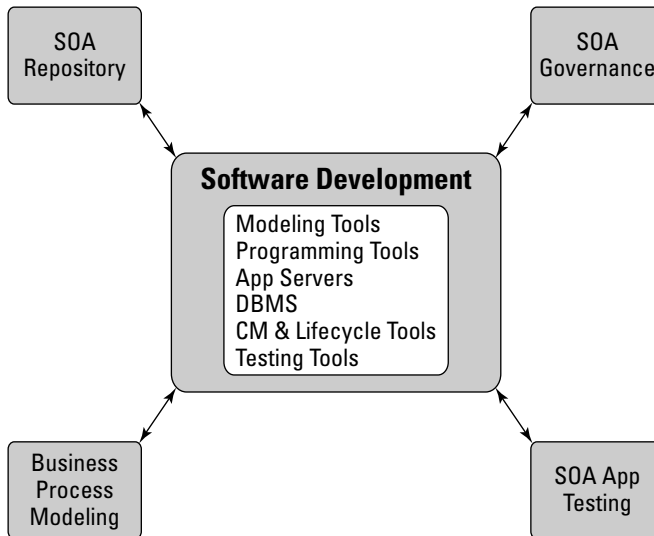 SOA
Repository
SOA
Governance
Software Development
Modeling Tools
Programming Tools
App Servers
DBMS
CM & Lifecycle Tools
Testing Tools
Business
Process
Modeling
SOA App
Testing